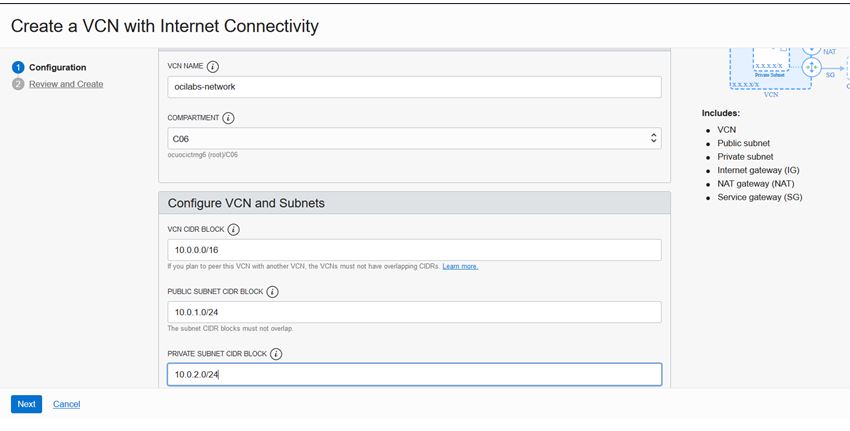 Create a VCN with Internet Connectivity
1 Configuration
2 Review and Create
VCN NAME i
ocilabs-network
COMPARTMENT i
C06
ocuocictrng6 (root)/C06
Configure VCN and Subnets
VCN CIDR BLOCK i
10.0.0.0/16
If you plan to peer this VCN with another VCN, the VCNs must not have overlapping CIDRs. Learn more.
PUBLIC SUBNET CIDR BLOCK i
10.0.1.0/24
The subnet CIDR blocks must not overlap.
PRIVATE SUBNET CIDR BLOCK i
10.0.2.0/24
NAT
X.X.X.X/X
Private Subnet
SG
X.X.X.X/X
VCN
Includes:
• VCN
• Public subnet
• Private subnet
• Internet gateway (IG)
• NAT gateway (NAT)
• Service gateway (SG)
Next Cancel